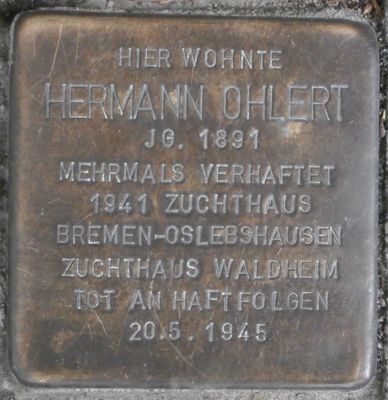 HIER WOHNTE
HERMANN OHLERT
JG. 1891
MEHRMALS VERHAFTET
1941 ZUCHTHAUS
BREMEN-OSLEBSHAUSEN
ZUCHTHAUS WALDHEIM
TOT AN HAFTFOLGEN
20.5.1945